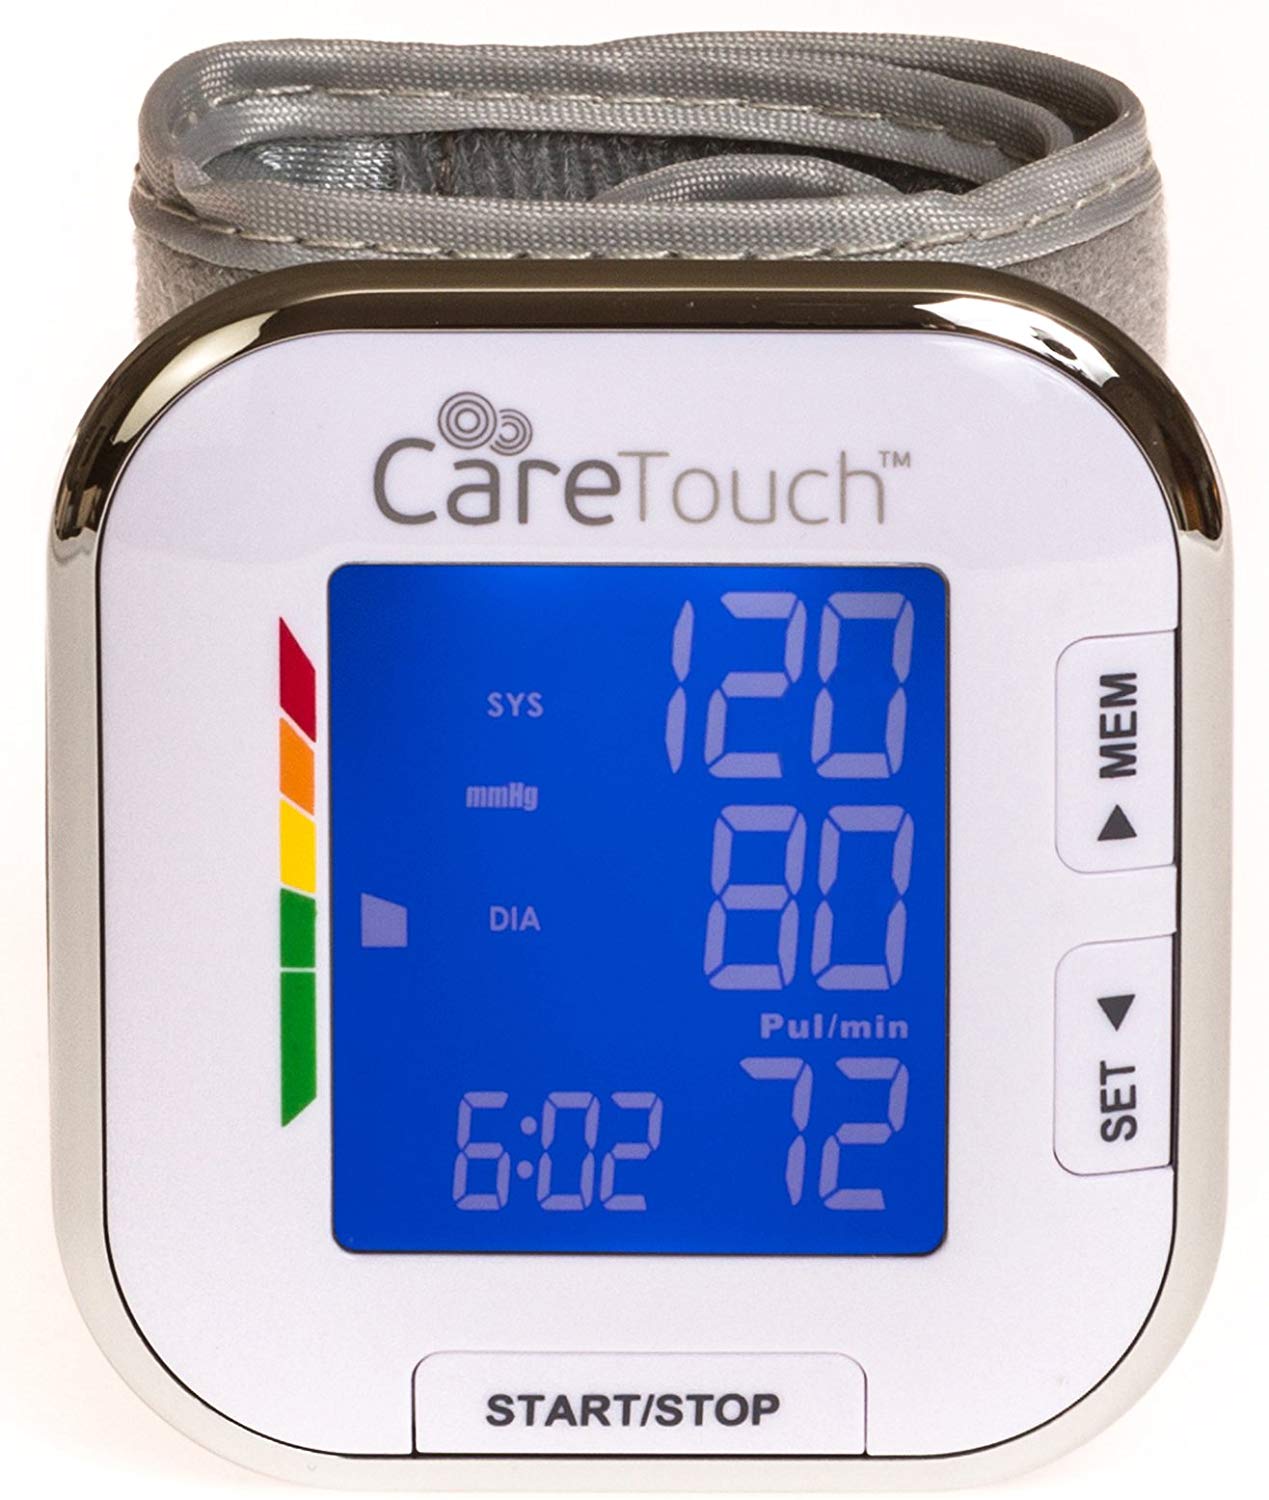 CareTouch™
SYS 120
mmHg
DIA 80
Pul/min
6:02 72
MEM
SET
START/STOP